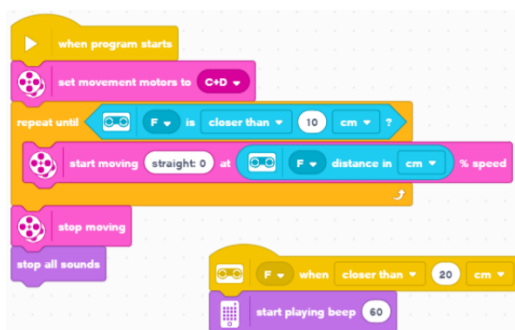 when program starts
set movement motors to C+D
repeat until F is closer than 10 cm ?
start moving straight: 0 at F distance in cm % speed
stop moving
stop all sounds
F when closer than 20 cm
start playing beep 60